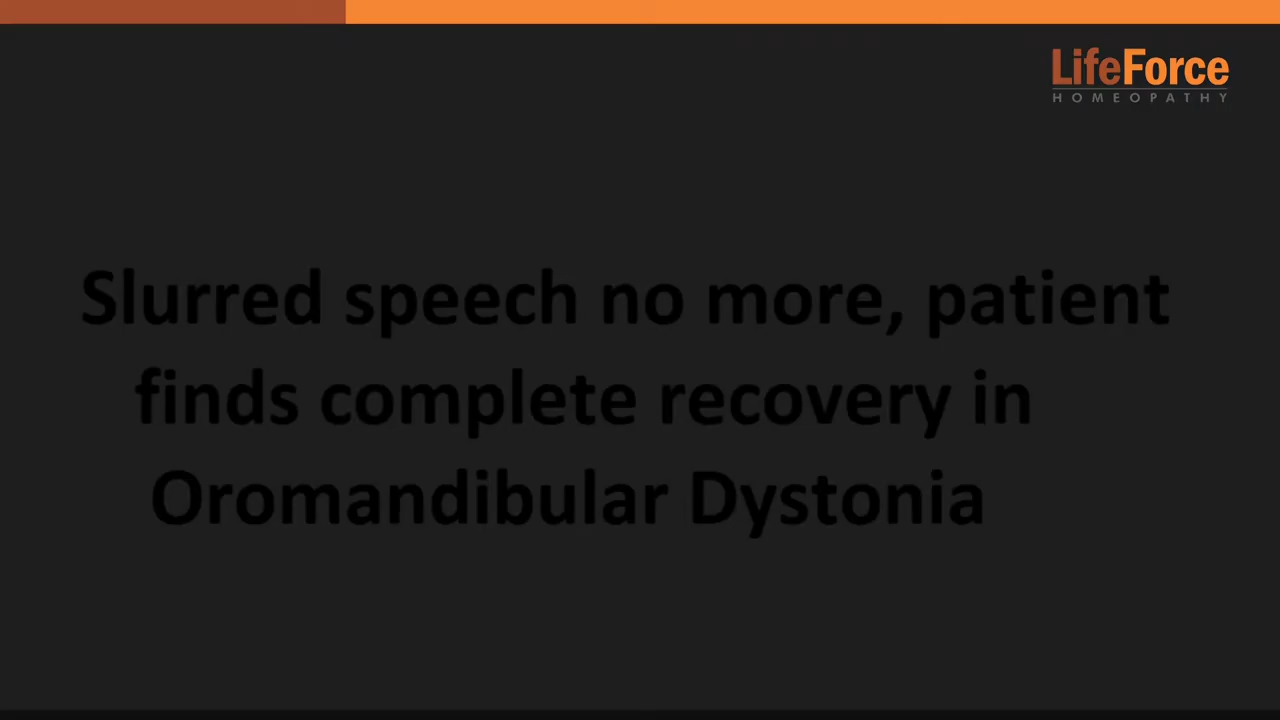 LifeForce
HOMEOPATHY
Slurred speech no more, patient
finds complete recovery in
Oromandibular Dystonia